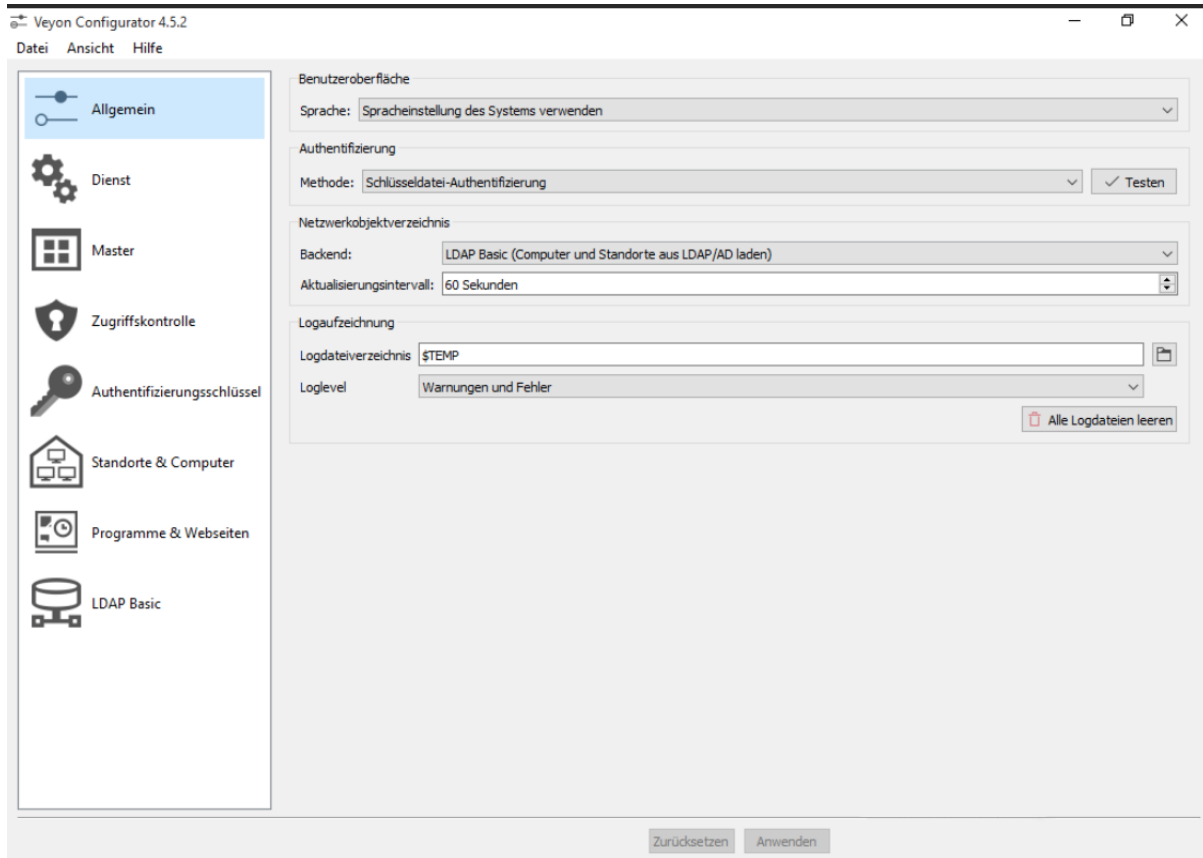 Veyon Configurator 4.5.2
Datei Ansicht Hilfe
Allgemein
Dienst
Master
Zugriffskontrolle
Authentifizierungsschlüssel
Standorte & Computer
Programme & Webseiten
LDAP Basic
Benutzeroberfläche
Sprache: Spracheinstellung des Systems verwenden
Authentifizierung
Methode: Schlüsseldatei-Authentifizierung Testen
Netzwerkobjektverzeichnis
Backend: LDAP Basic (Computer und Standorte aus LDAP/AD laden)
Aktualisierungsintervall: 60 Sekunden
Logaufzeichnung
Logdateiverzeichnis $TEMP
Loglevel Warnungen und Fehler
Alle Logdateien leeren
Zurücksetzen Anwenden